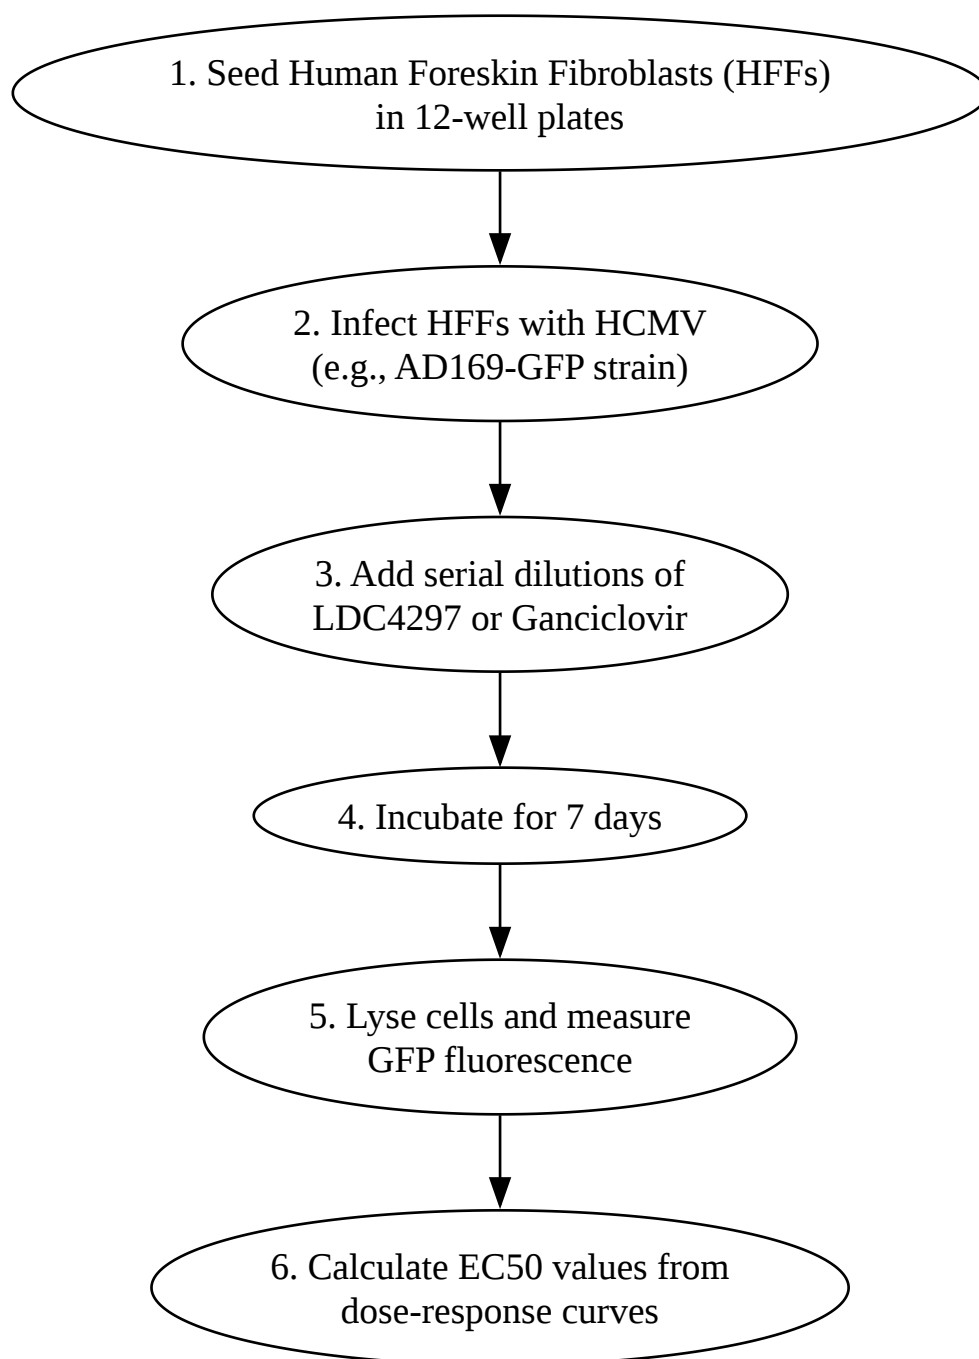 1. Seed Human Foreskin Fibroblasts (HFFs)
in 12-well plates
2. Infect HFFs with HCMV
(e.g., AD169-GFP strain)
3. Add serial dilutions of
LDC4297 or Ganciclovir
4. Incubate for 7 days
5. Lyse cells and measure
GFP fluorescence
6. Calculate EC50 values from
dose-response curves